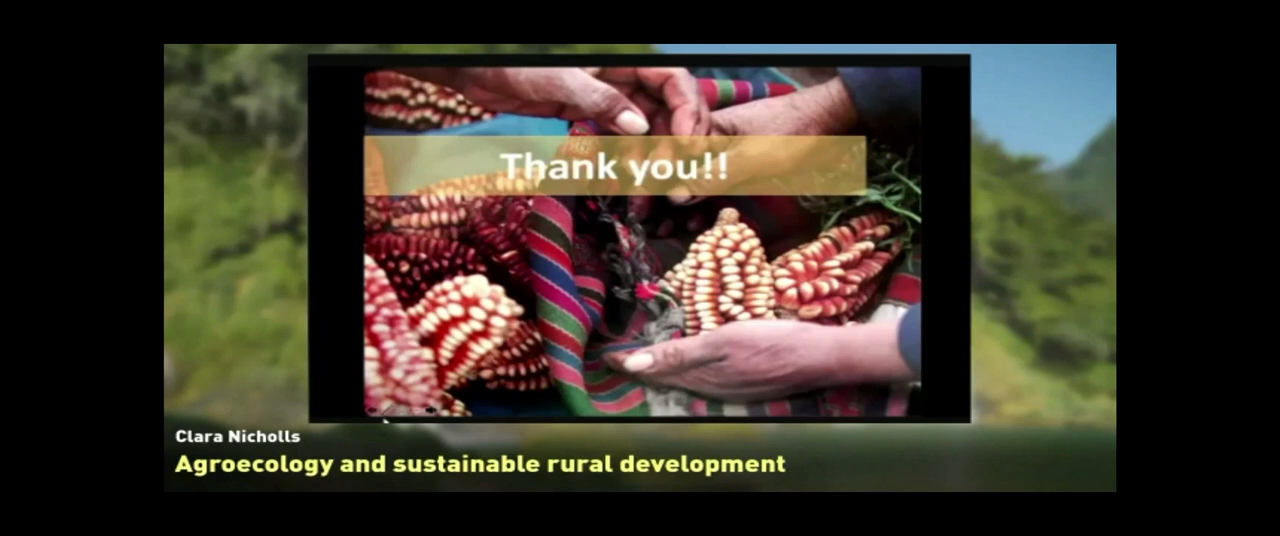 Thank you!!
Clara Nicholls
Agroecology and sustainable rural development